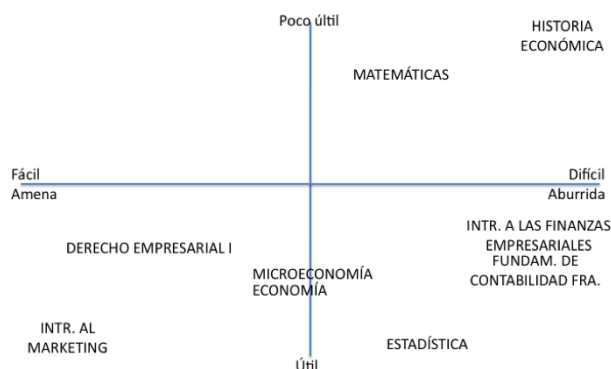 Poco últil
HISTORIA
ECONÓMICA
MATEMÁTICAS
Fácil
Difícil
Amena
Aburrida
INTR. A LAS FINANZAS
EMPRESARIALES
FUNDAM. DE
CONTABILIDAD FRA.
DERECHO EMPRESARIAL I
MICROECONOMÍA
ECONOMÍA
INTR. AL
MARKETING
ESTADÍSTICA
Útil